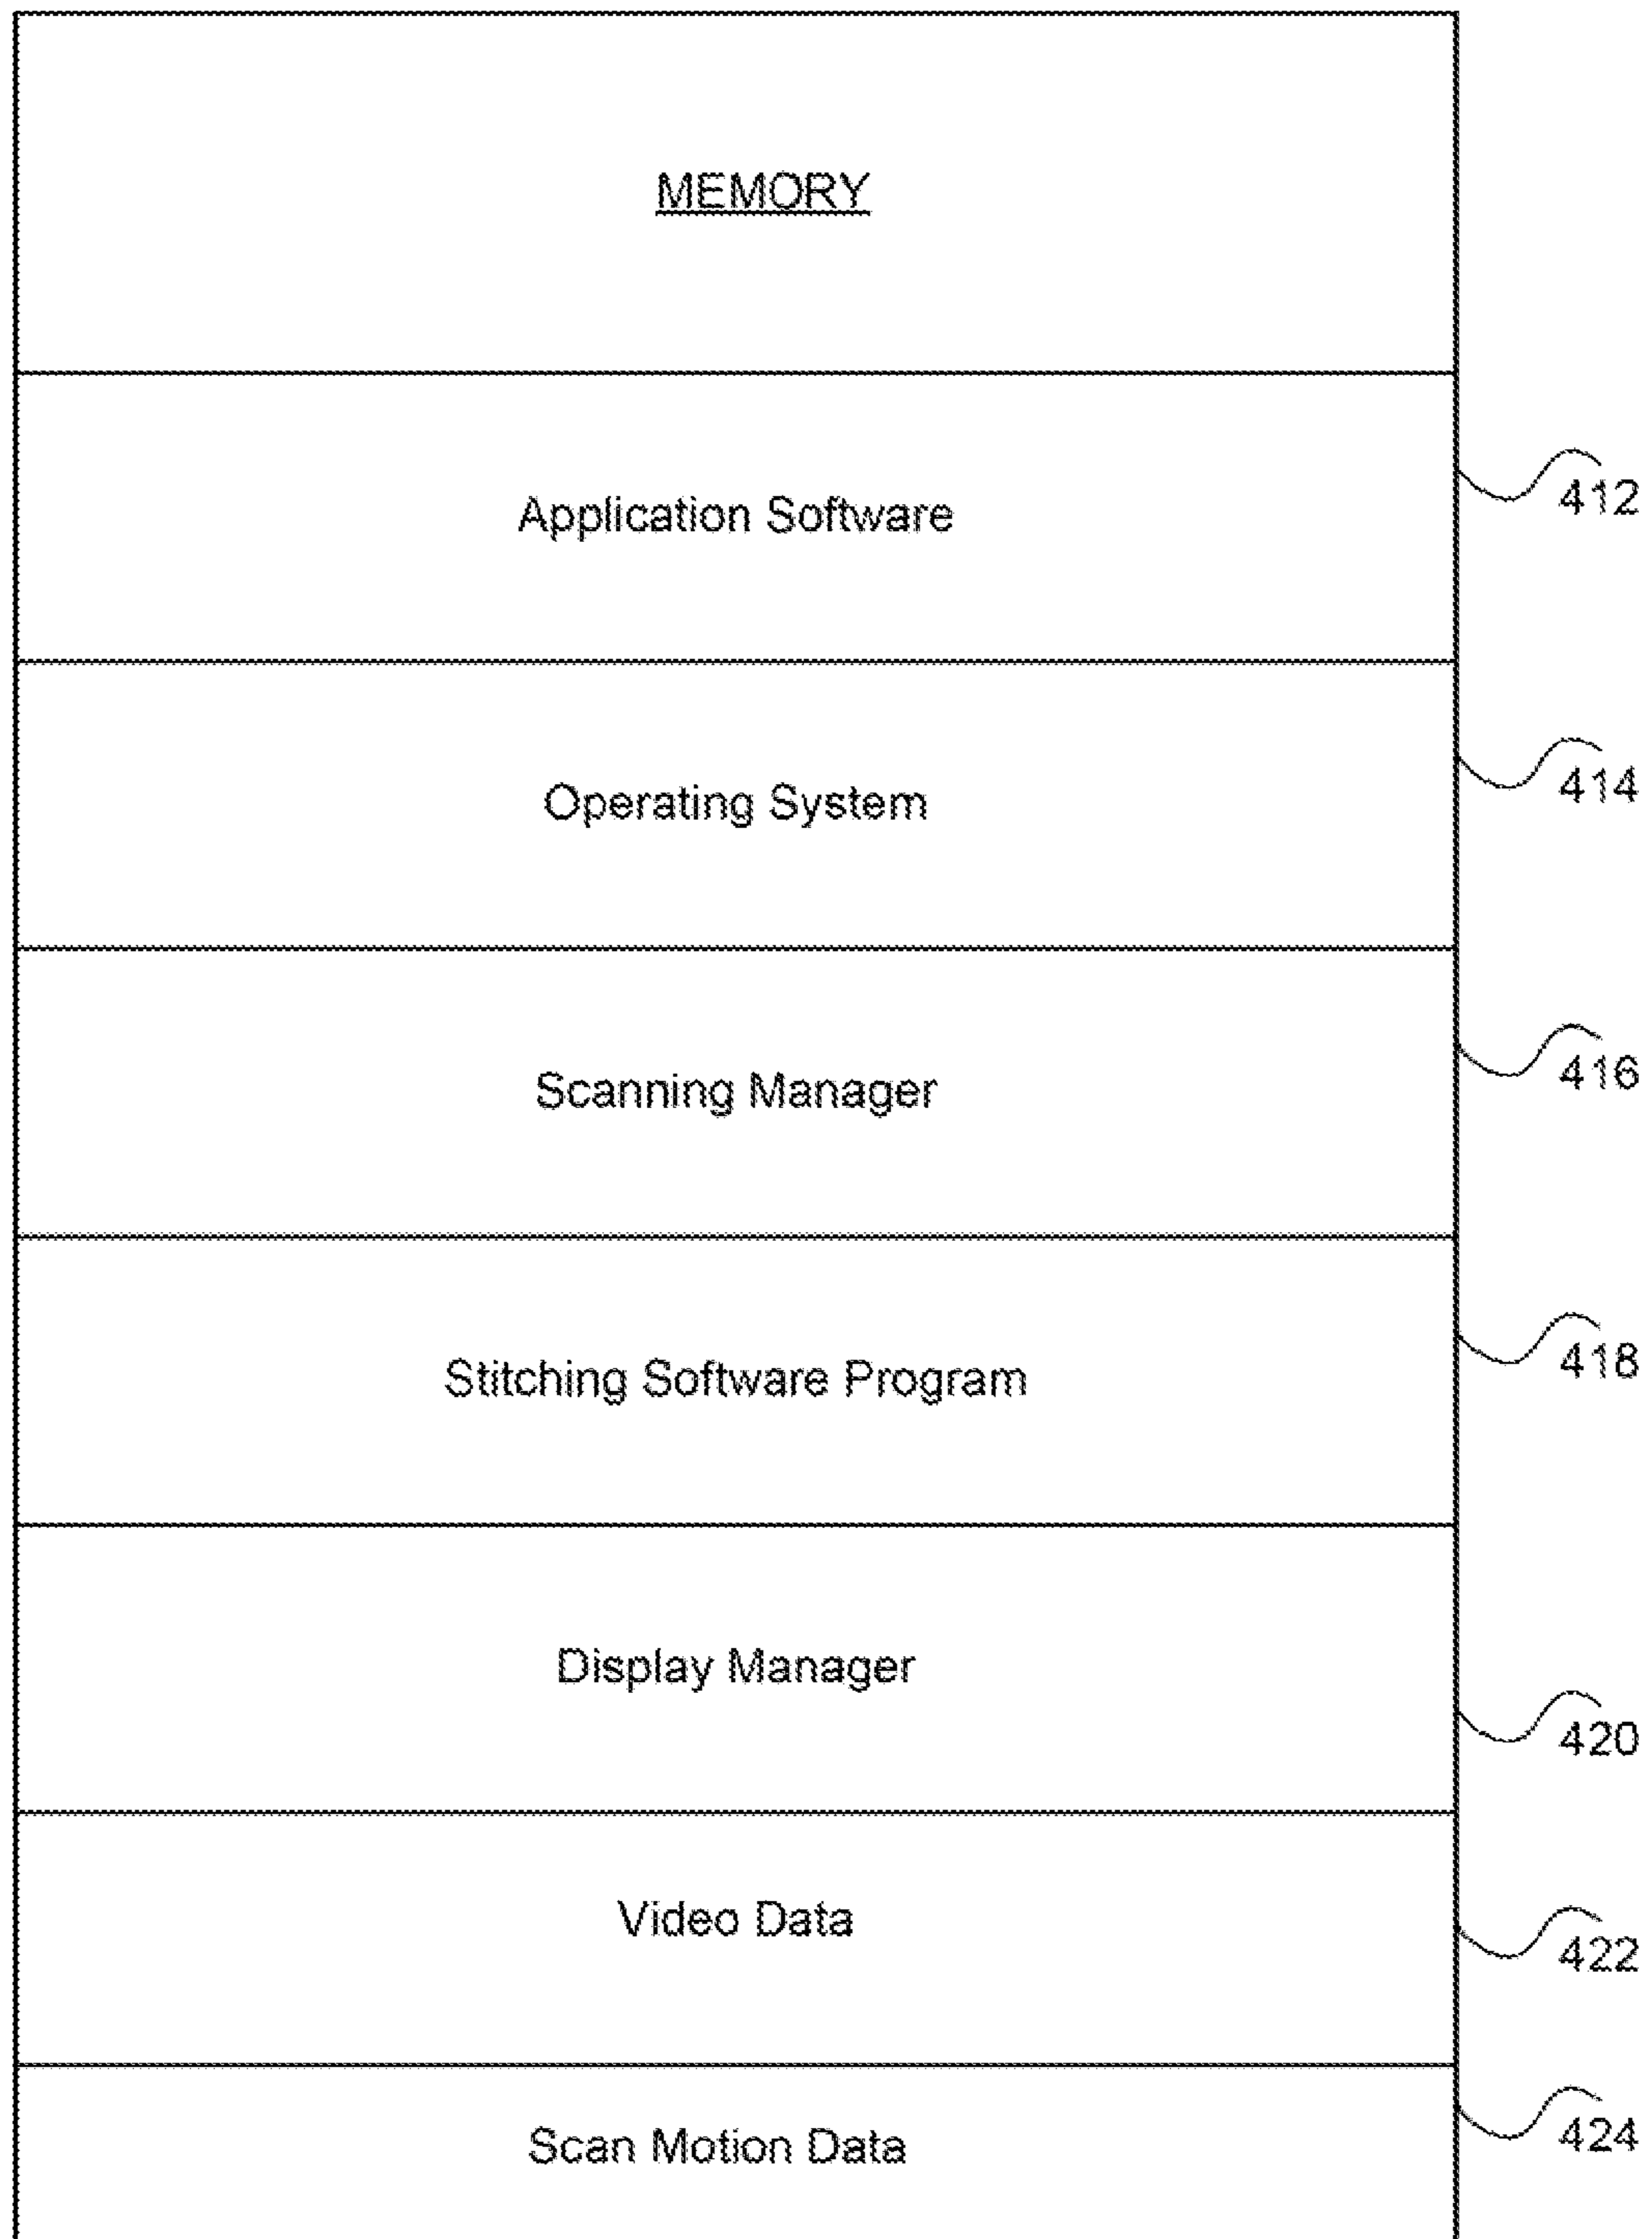 MEMORY
Application Software
412
Operating System
414
Scanning Manager
416
Stitching Software Program
418
Display Manager
420
Video Data
422
Scan Motion Data
424